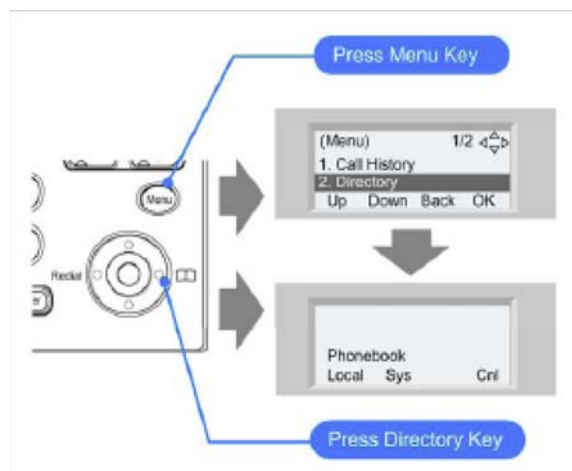 Press Menu Key
(Menu) 1/2
1. Call History
2. Directory
Up Down Back OK
Menu
Redial
Phonebook
Local Sys Cnl
Press Directory Key